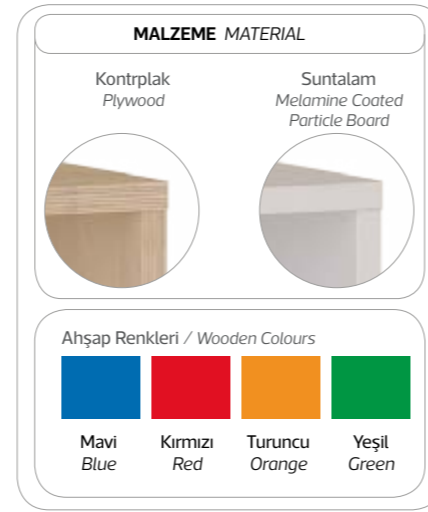 MALZEME MATERIAL
Kontrplak
Plywood
Suntalam
Melamine Coated
Particle Board
Ahşap Renkleri / Wooden Colours
Mavi
Blue
Kırmızı
Red
Turuncu
Orange
Yeşil
Green